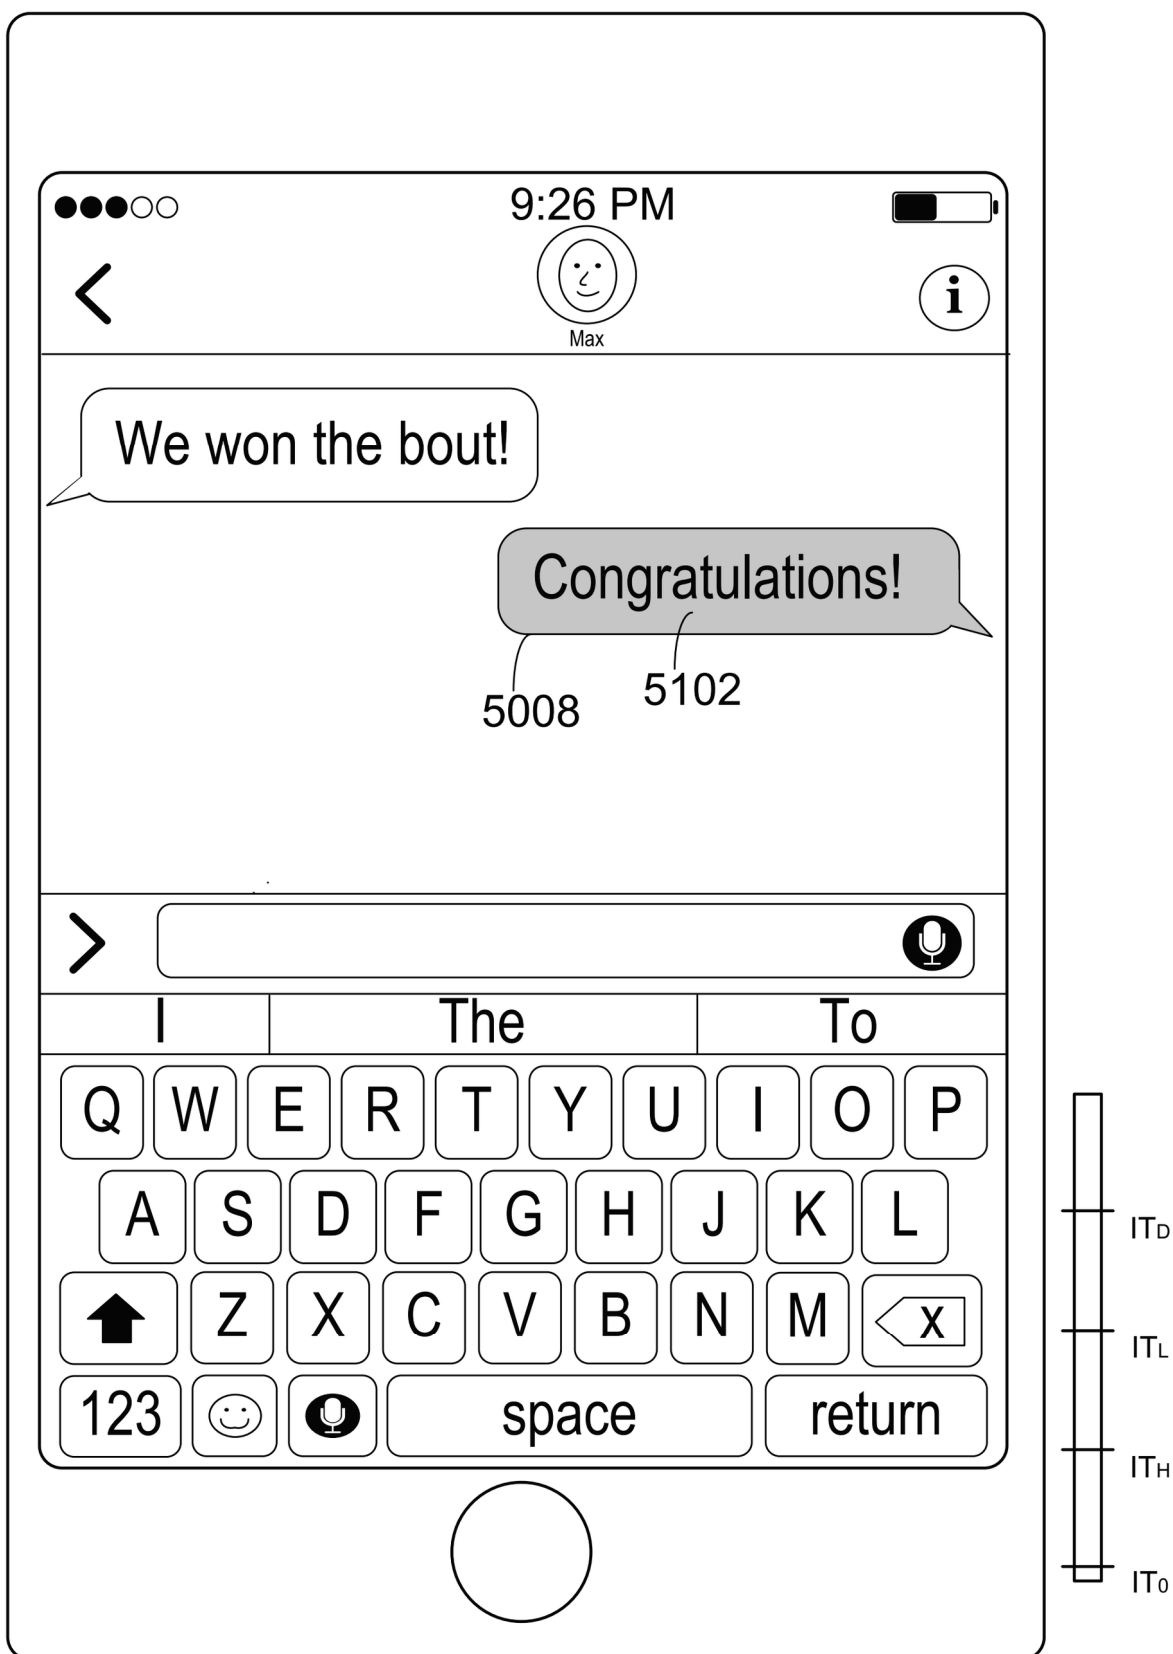 9:26 PM
i
Max
We won the bout!
Congratulations!
5102
5008
I The To
Q W E R T Y U I O P
A S D F G H J K L
ITD
Z X C V B N M X
ITL
123 space return
ITH
IT0